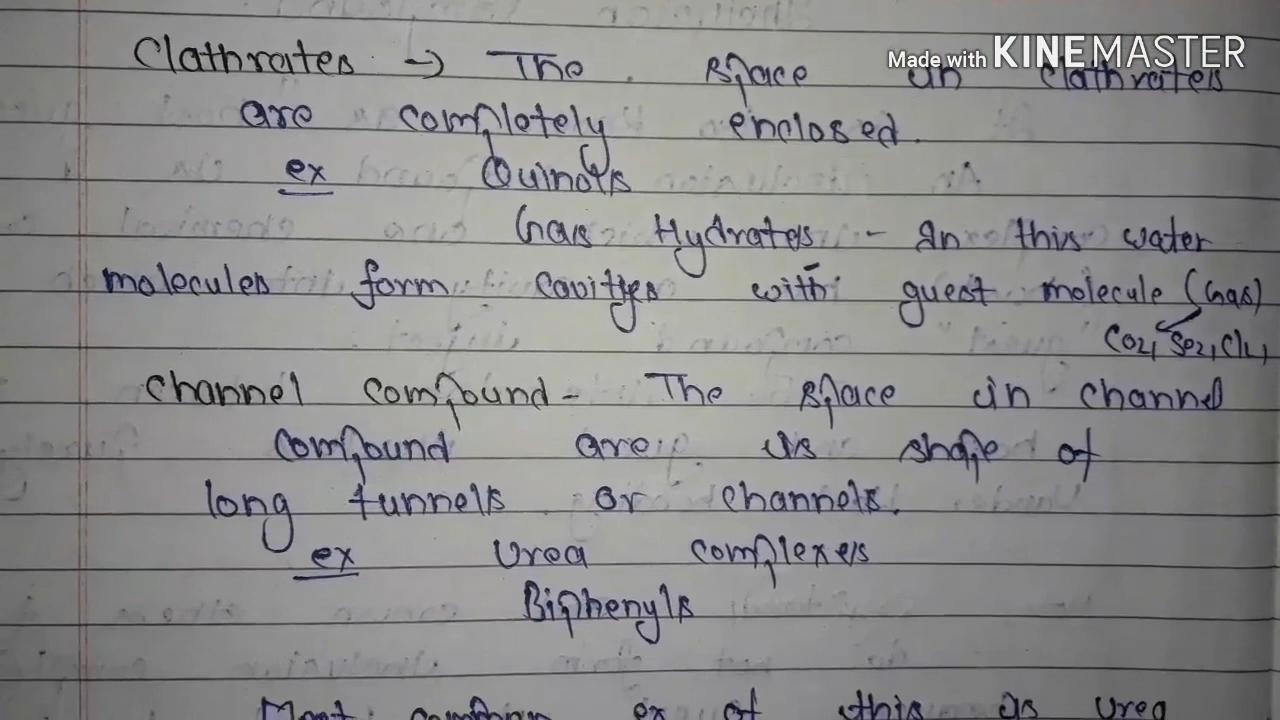 Made with KINEMASTER
Clathrates → The space in clathrates
are completely enclosed.
ex Quinols
Gas Hydrates - In this water
molecules form cavities with guest molecule (Gas)
CO2, SO2, Cl2,
Channel compound - The space in channel
compound are is shape of
long tunnels or channels.
ex Urea complexes
Biphenyls
Most common ex of this is Urea